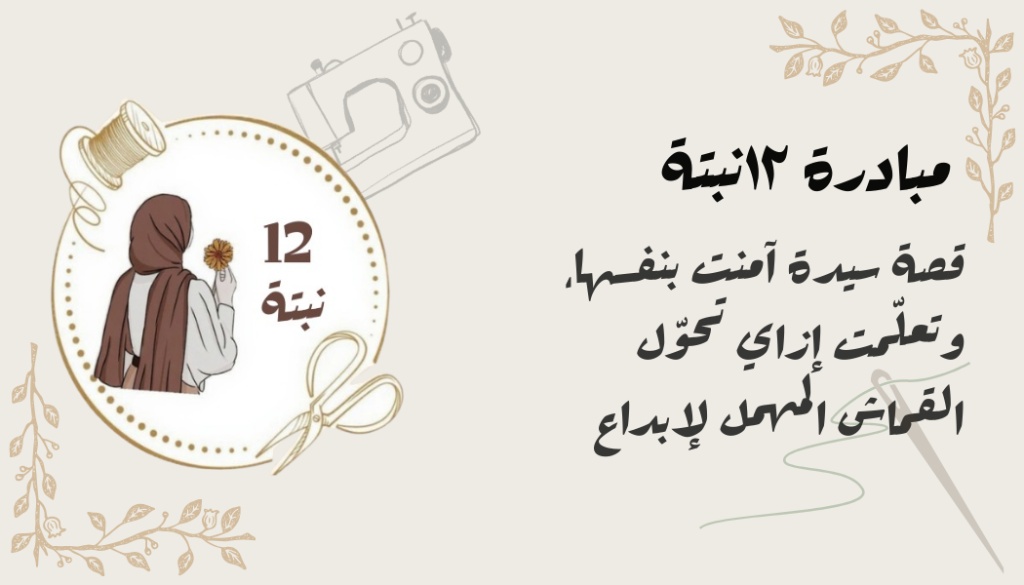 مبادرة ١٢نبتة
قصة سيدة آمنت بنفسها،
وتعلّمت إزاي تحوّل
القماش المهمل لإبداع
12
نبتة